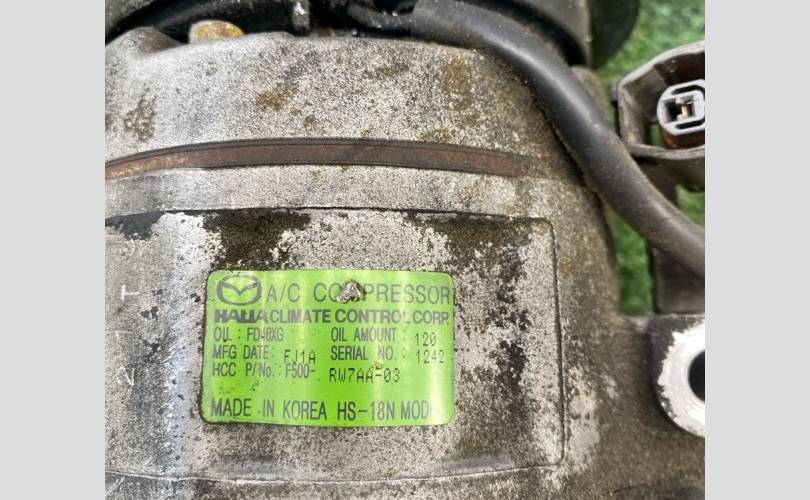 A/C COMPRESSOR
HALLA CLIMATE CONTROL CORP.
OIL : FD46XG OIL AMOUNT : 120
MFG DATE: FJ1A SERIAL NO. : 1242
HCC P/No.: F500- RW7AA-03
MADE IN KOREA HS-18N